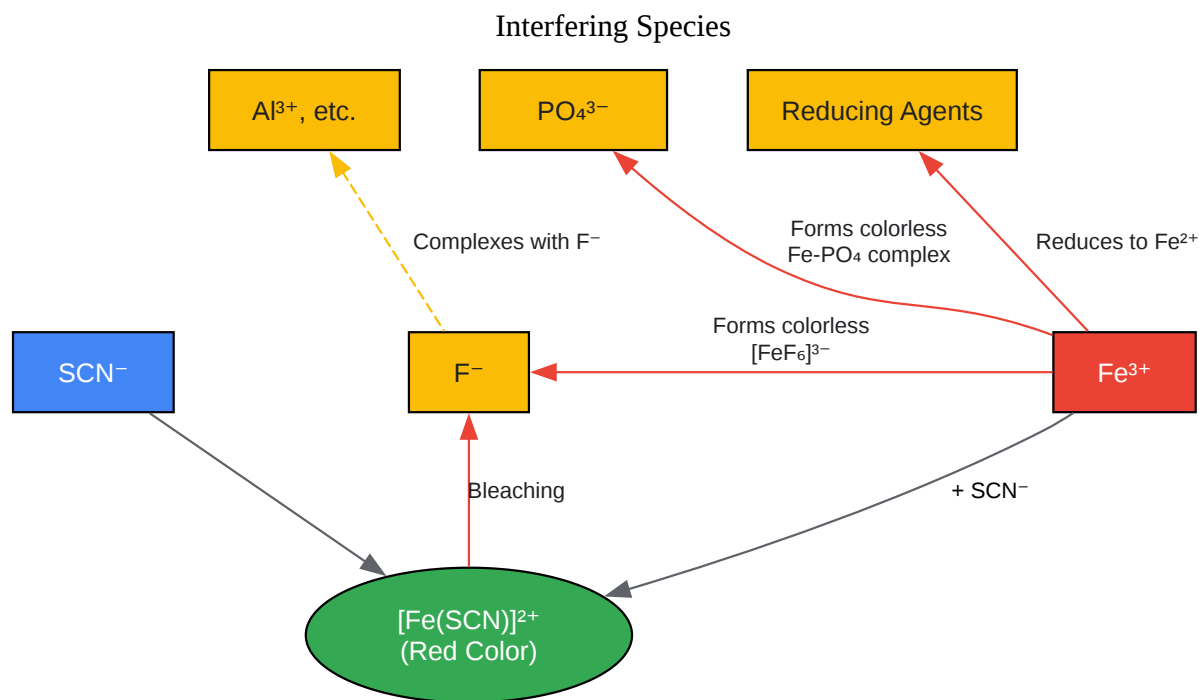 Interfering Species
Al³⁺, etc.
PO₄³⁻
Reducing Agents
Complexes with F⁻
Forms colorless
Fe-PO₄ complex
Reduces to Fe²⁺
Forms colorless
[FeF₆]³⁻
SCN⁻
F⁻
Fe³⁺
Bleaching
+ SCN⁻
[Fe(SCN)]²⁺
(Red Color)